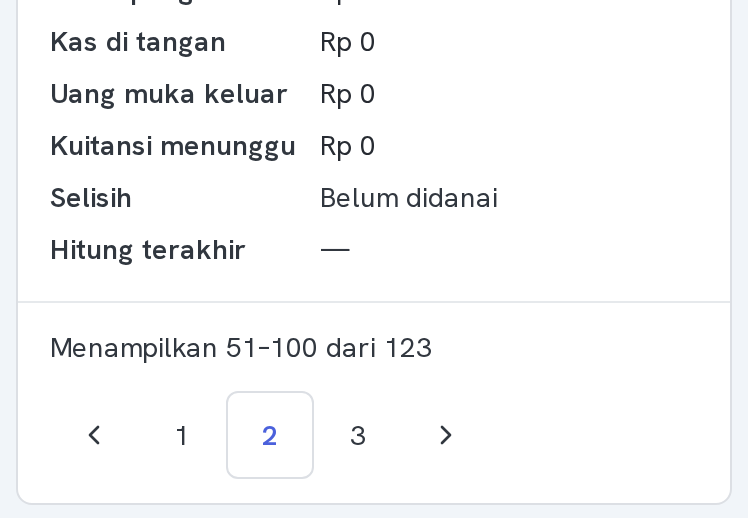 Kas di tangan Rp 0
Uang muka keluar Rp 0
Kuitansi menunggu Rp 0
Selisih Belum didanai
Hitung terakhir —
Menampilkan 51–100 dari 123
1 2 3